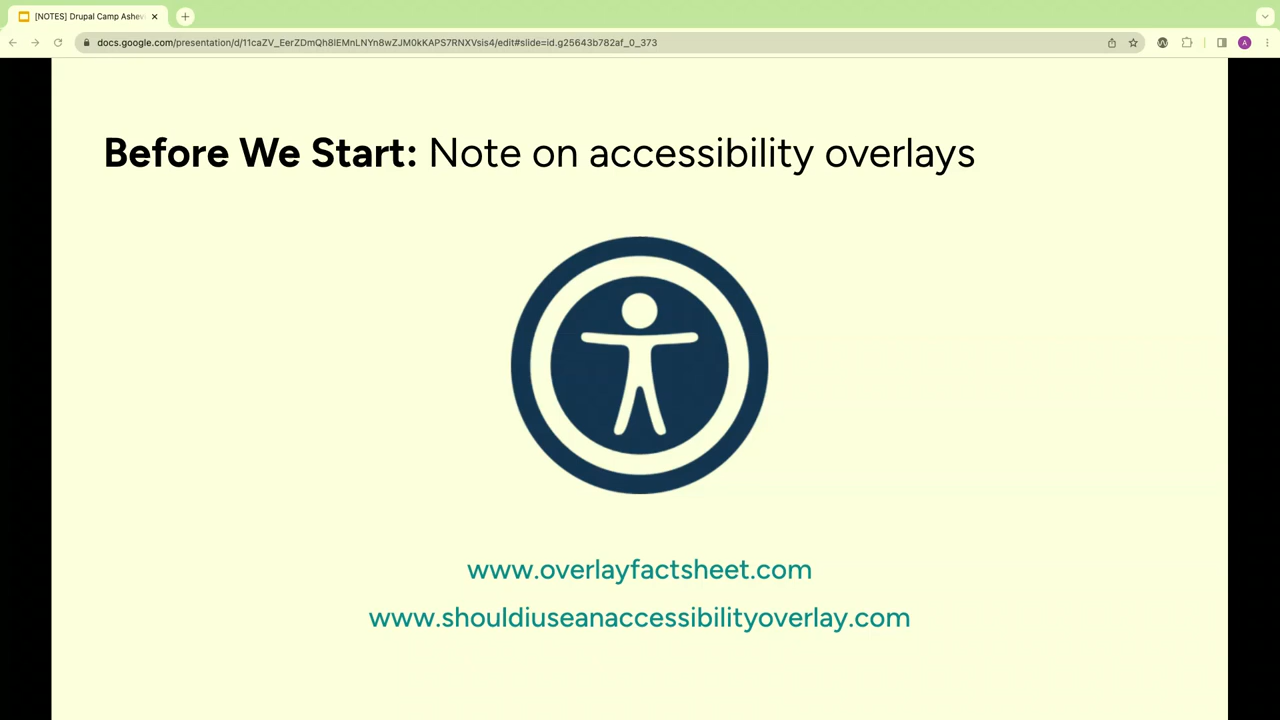 [NOTES] Drupal Camp Ashev
docs.google.com/presentation/d/11caZV_EerZDmQh8lEMnLNYn8wZJM0kKAPS7RNXVsis4/edit#slide=id.g25643b782af_0_373
A
Before We Start: Note on accessibility overlays
www.overlayfactsheet.com
www.shouldiuseanaccessibilityoverlay.com